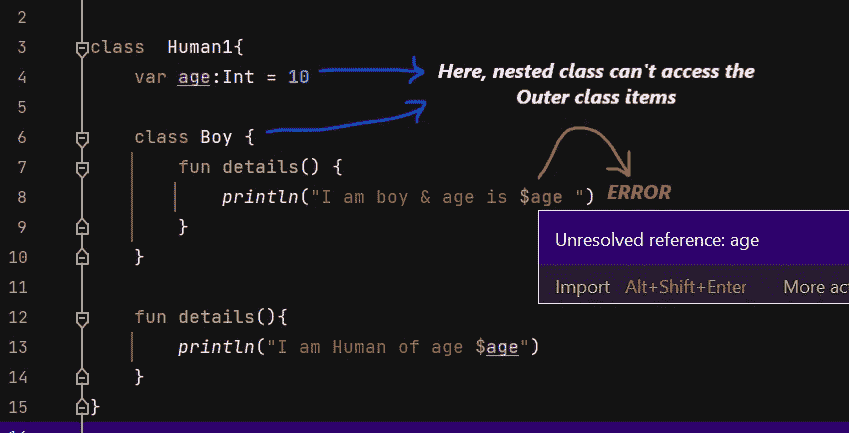 2
3 class  Human1{
4 var age:Int = 10
Here, nested class can't access the
Outer class items
5
6 class Boy {
7 fun details() {
8 println("I am boy & age is $age ")
ERROR
9 }
Unresolved reference: age
10 }
Import Alt+Shift+Enter More ac
11
12 fun details(){
13 println("I am Human of age $age")
14 }
15 }